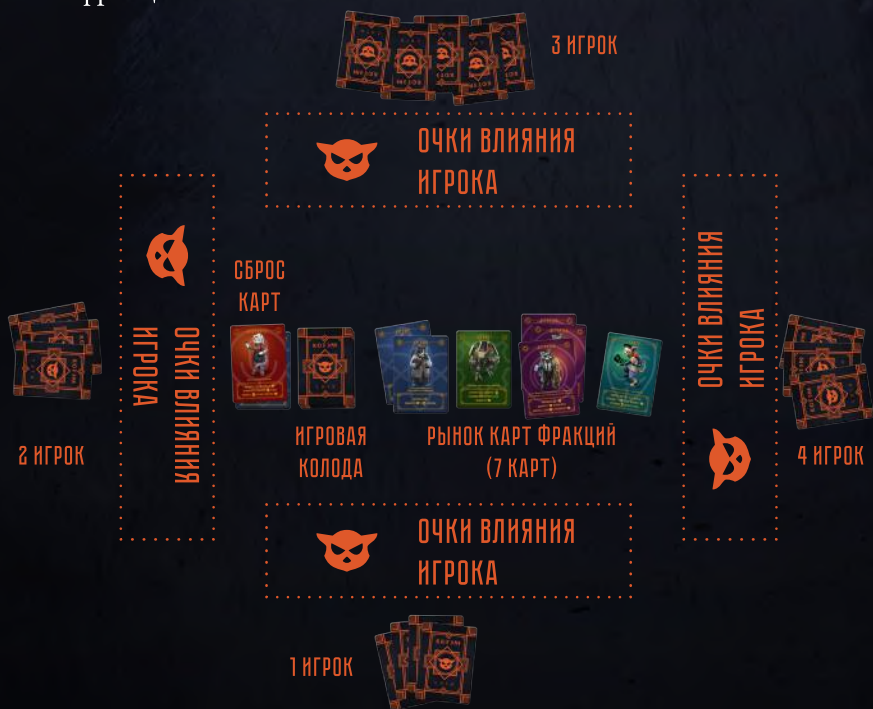 3 ИГРОК
ОЧКИ ВЛИЯНИЯ
ИГРОКА
ОЧКИ ВЛИЯНИЯ
ИГРОКА
СБРОС
КАРТ
ОЧКИ ВЛИЯНИЯ
ИГРОКА
2 ИГРОК
ИГРОВАЯ
КОЛОДА
РЫНОК КАРТ ФРАКЦИЙ
(7 КАРТ)
4 ИГРОК
ОЧКИ ВЛИЯНИЯ
ИГРОКА
1 ИГРОК